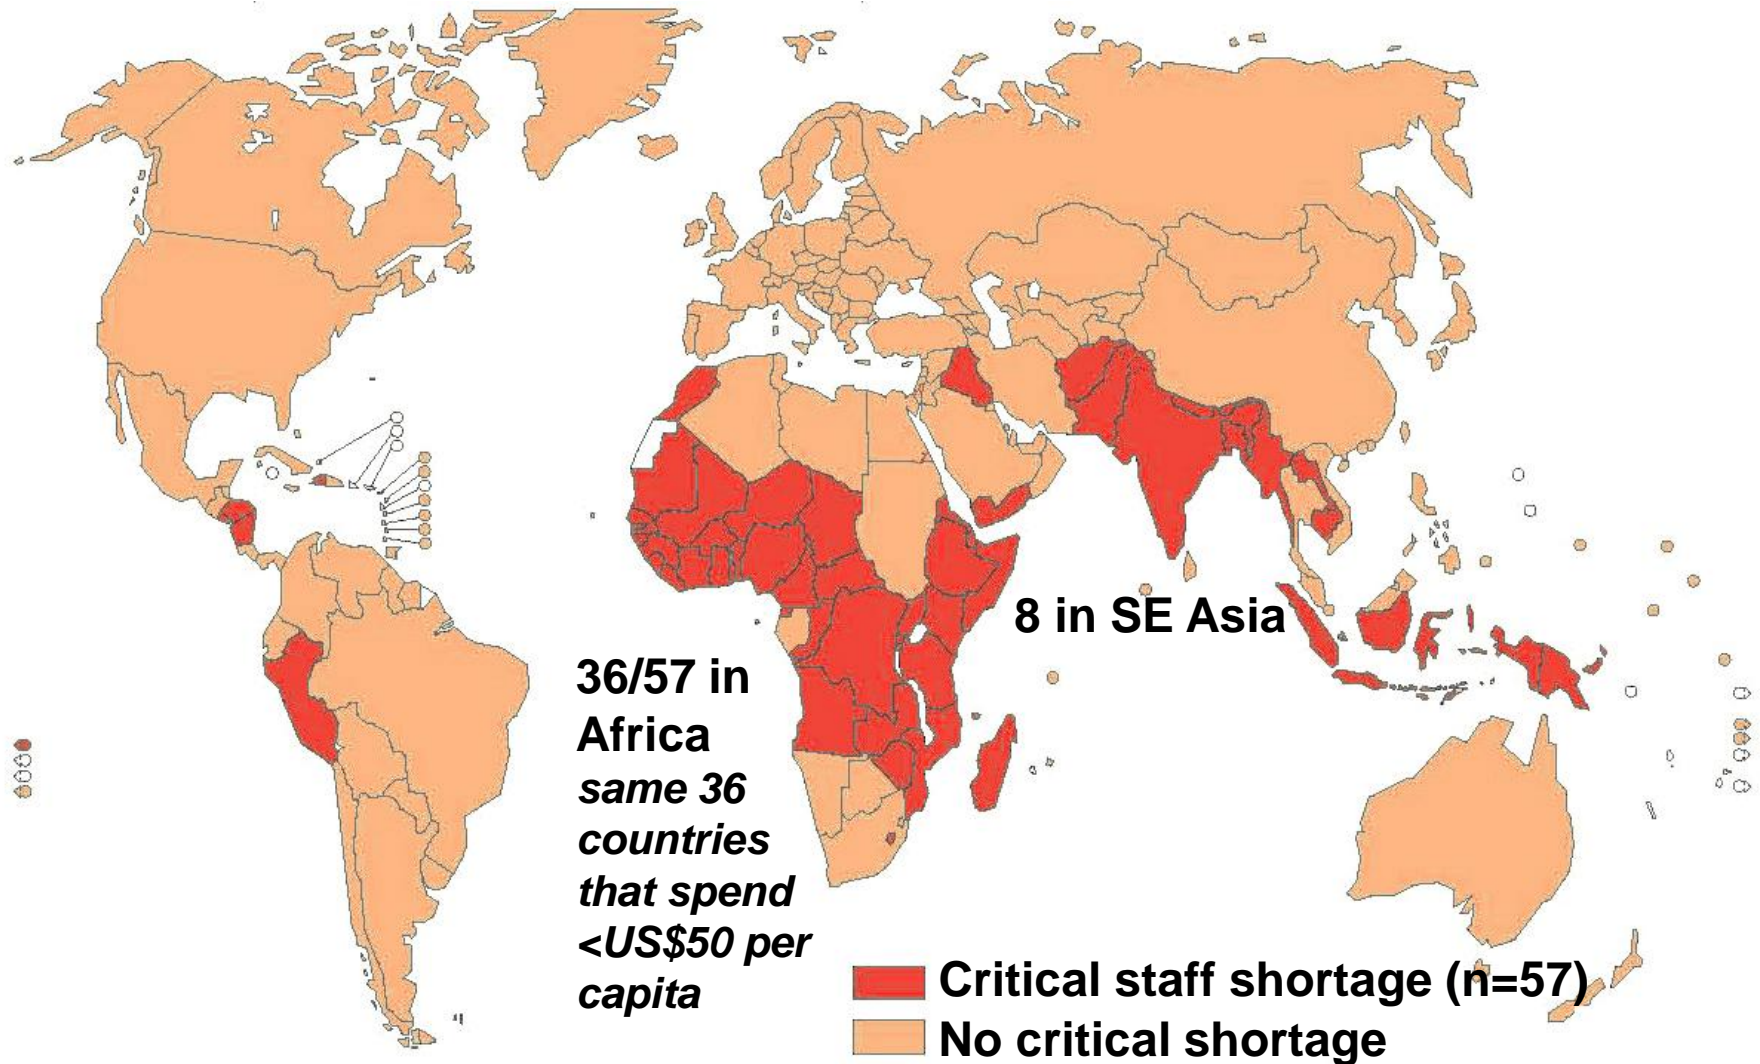 8 in SE Asia
36/57 in
Africa
same 36
countries
that spend
<US$50 per
capita
Critical staff shortage (n=57)
No critical shortage